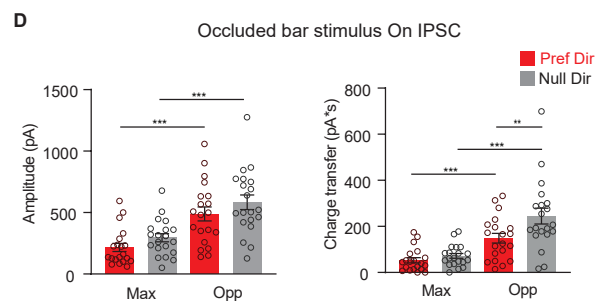 D
Occluded bar stimulus On IPSC
Pref Dir
Null Dir
Amplitude (pA)
1500
1000
500
0
***
***
Max
Opp
Charge transfer (pA*s)
800
600
400
200
0
**
***
***
Max
Opp